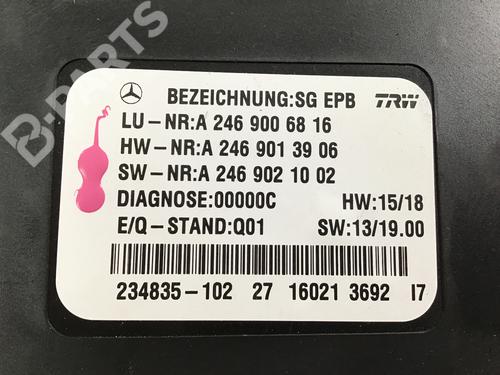 BEZEICHNUNG:SG EPB TRW
LU-NR:A 246 900 68 16
HW-NR:A 246 901 39 06
SW-NR:A 246 902 10 02
DIAGNOSE:00000C HW:15/18
E/Q-STAND:Q01 SW:13/19.00
234835-102 27 16021 3692 I7
B-PARTS